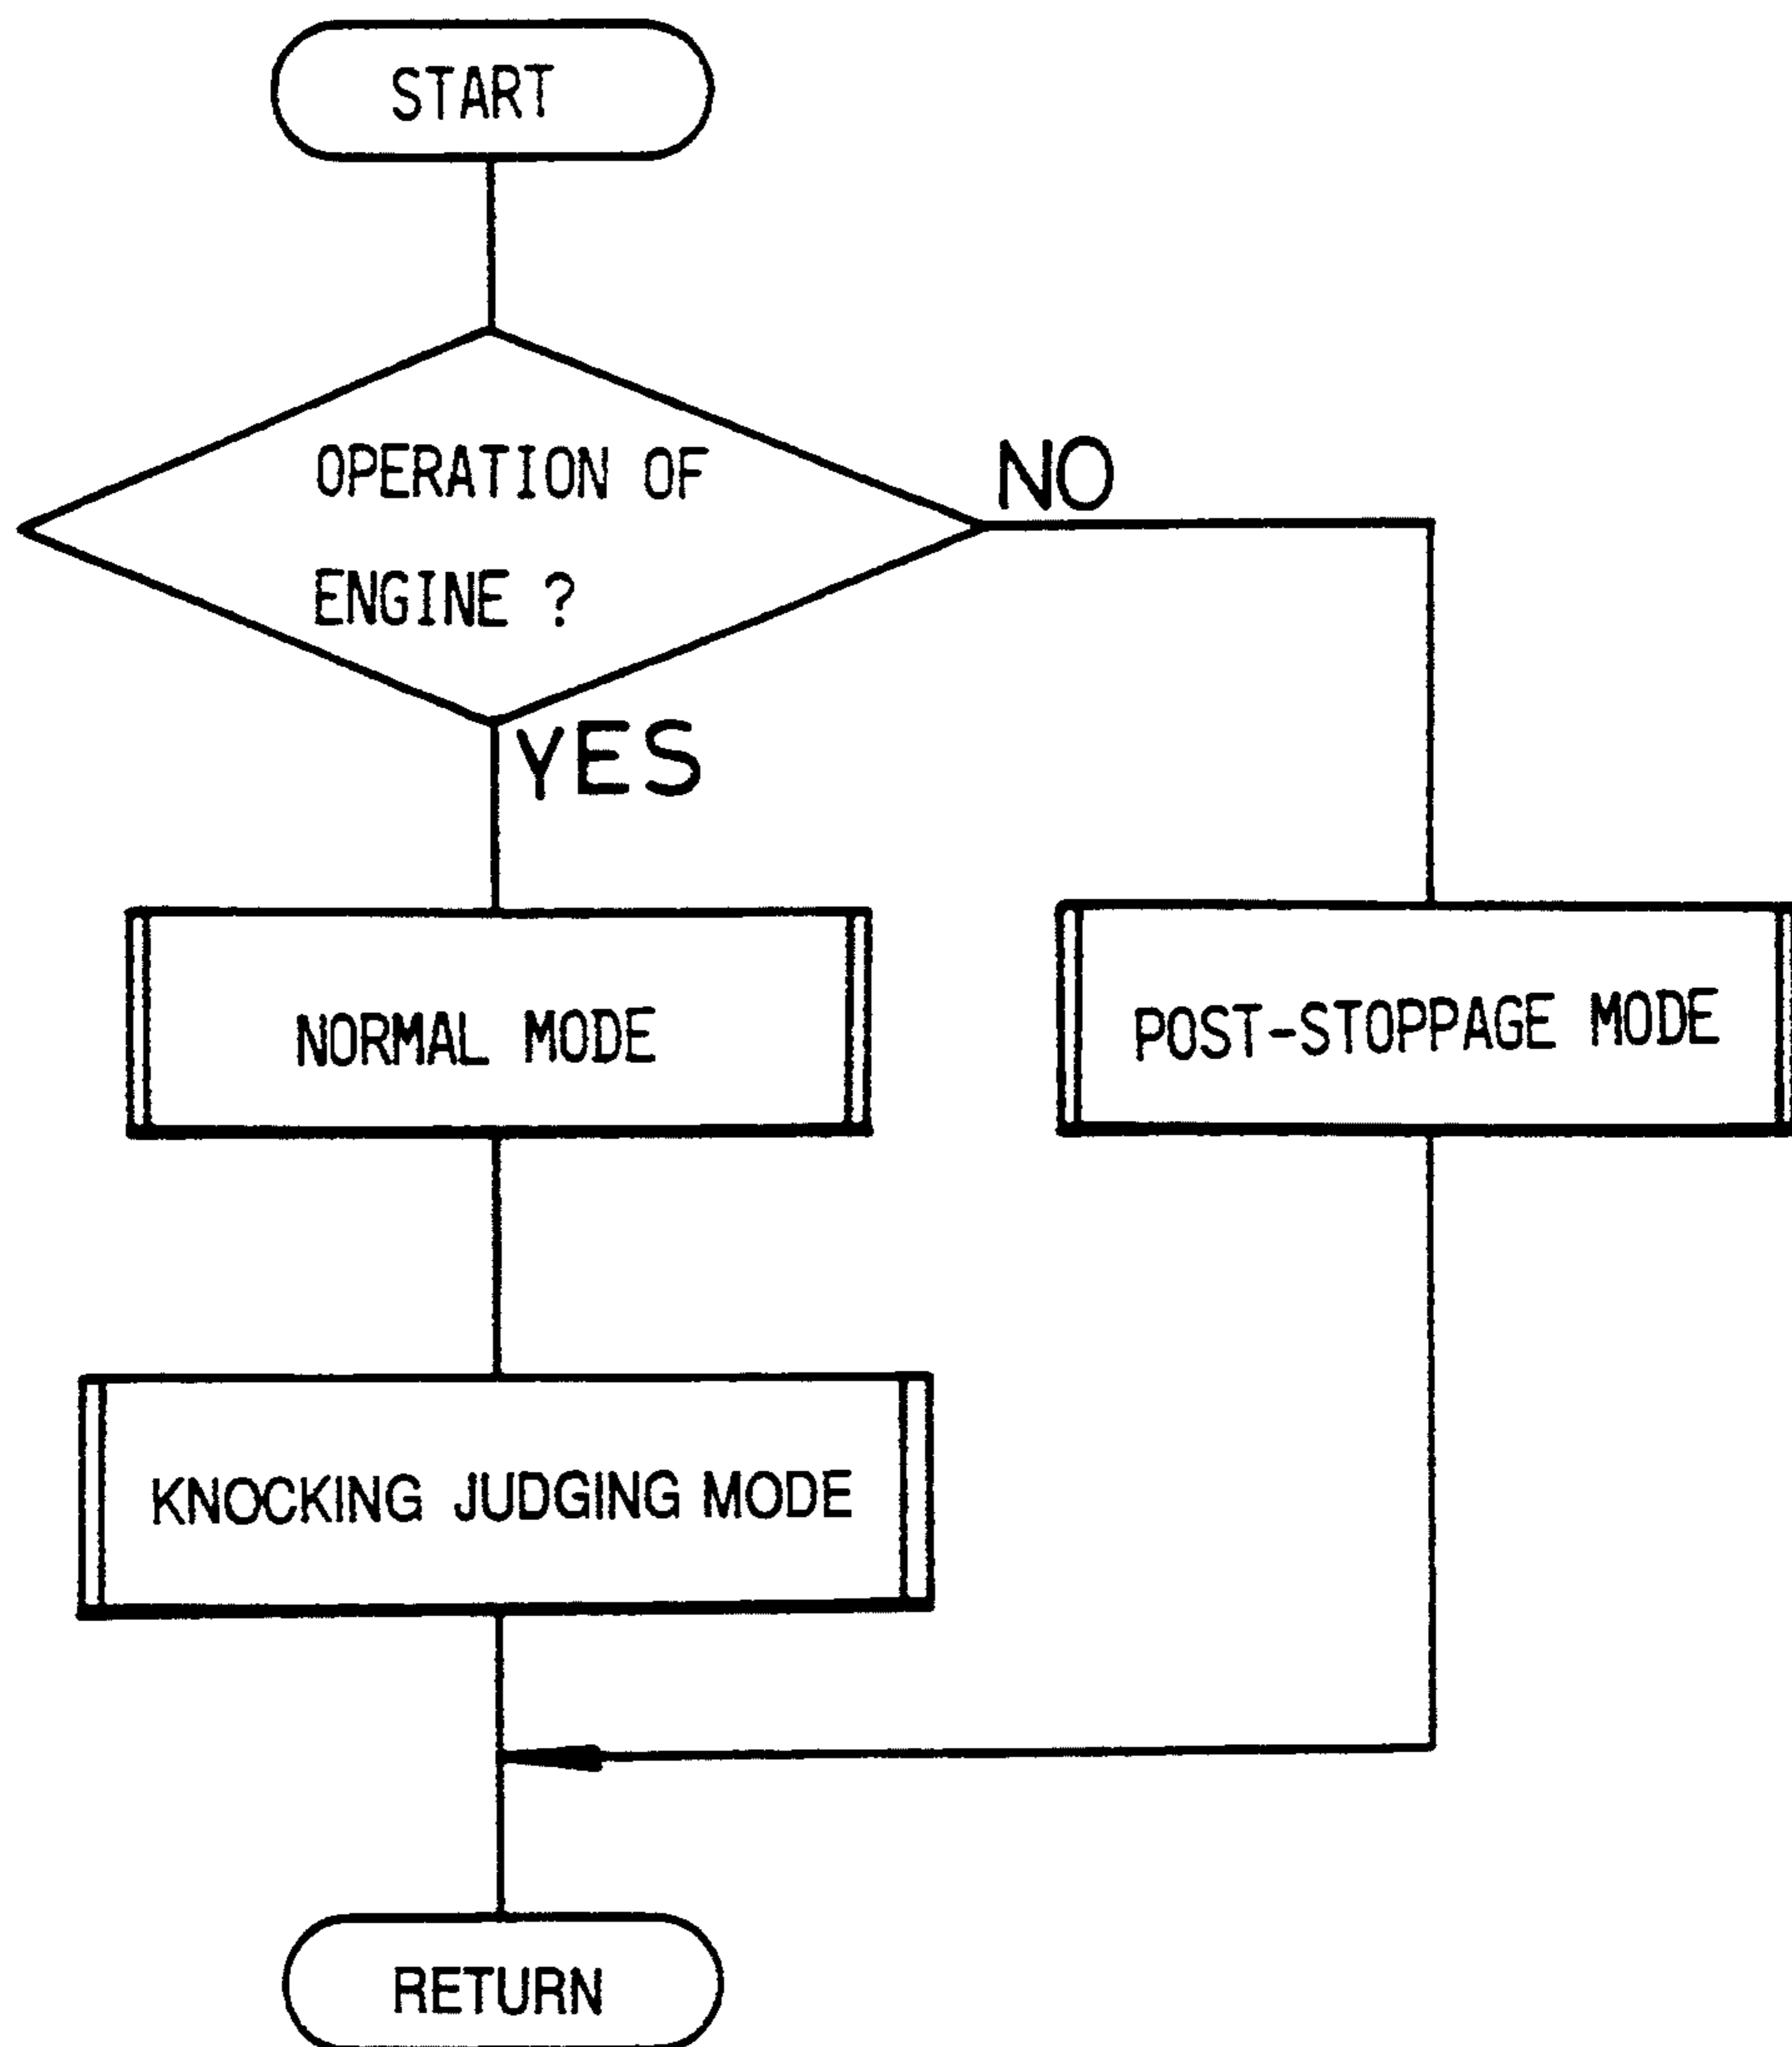 START
OPERATION OF
ENGINE ?
NO
YES
NORMAL MODE
POST-STOPPAGE MODE
KNOCKING JUDGING MODE
RETURN